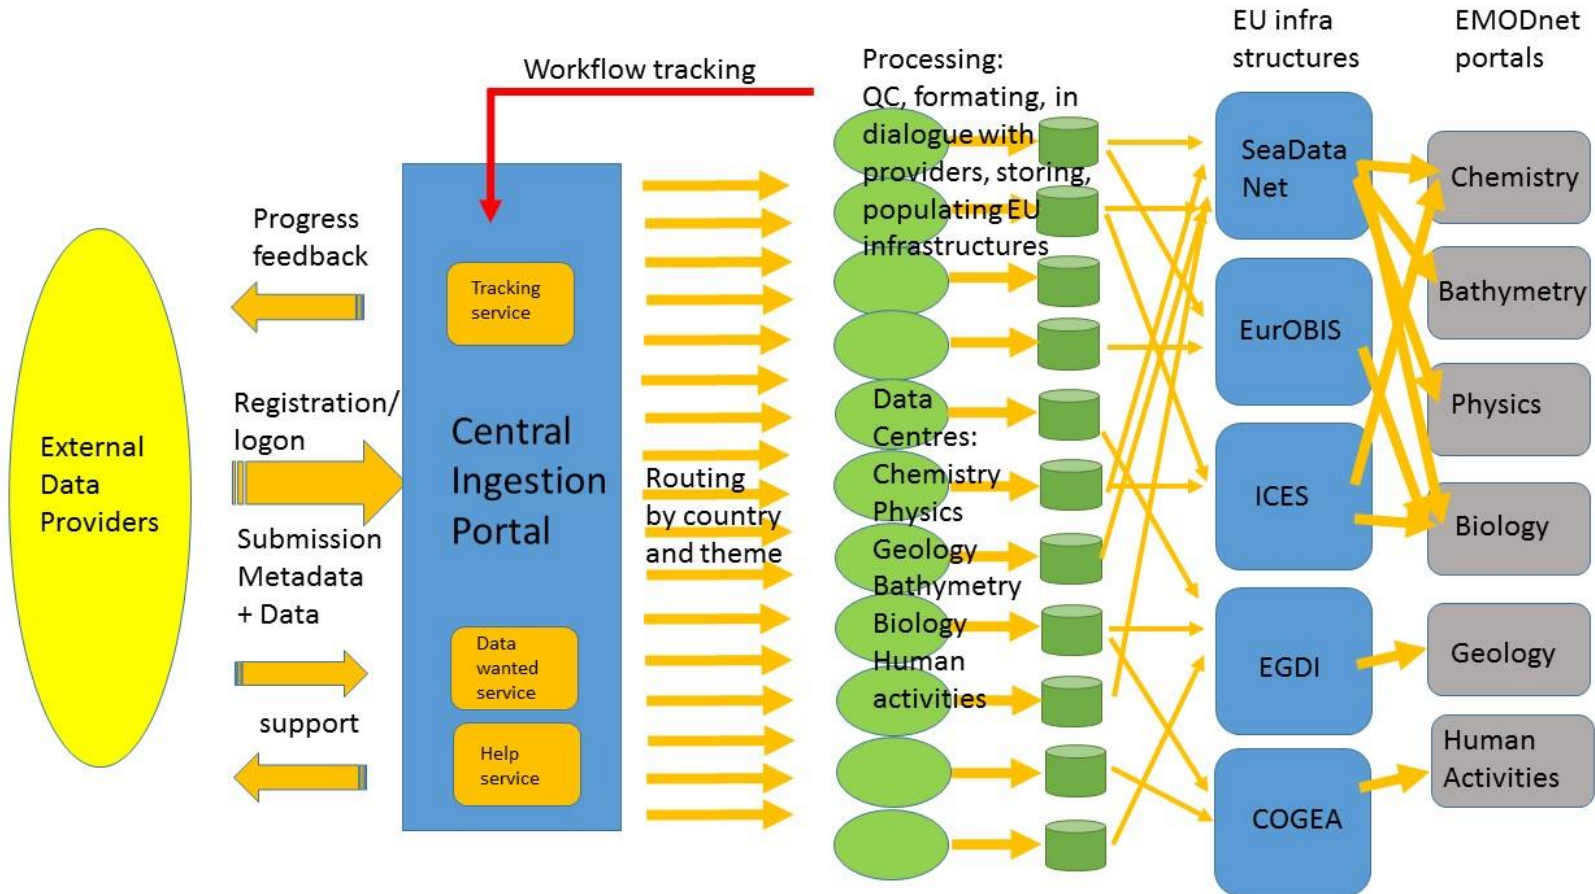 EU infra
structures
EMODnet
portals
Workflow tracking
Processing:
QC, formating, in
dialogue with
providers, storing,
populating EU
infrastructures
Progress
feedback
Registration/
logon
Submission
Metadata
+ Data
support
External
Data
Providers
Tracking
service
Central
Ingestion
Portal
Data
wanted
service
Help
service
Routing
by country
and theme
Data
Centres:
Chemistry
Physics
Geology
Bathymetry
Biology
Human
activities
SeaData
Net
EurOBIS
ICES
EGDI
COGEA
Chemistry
Bathymetry
Physics
Biology
Geology
Human
Activities